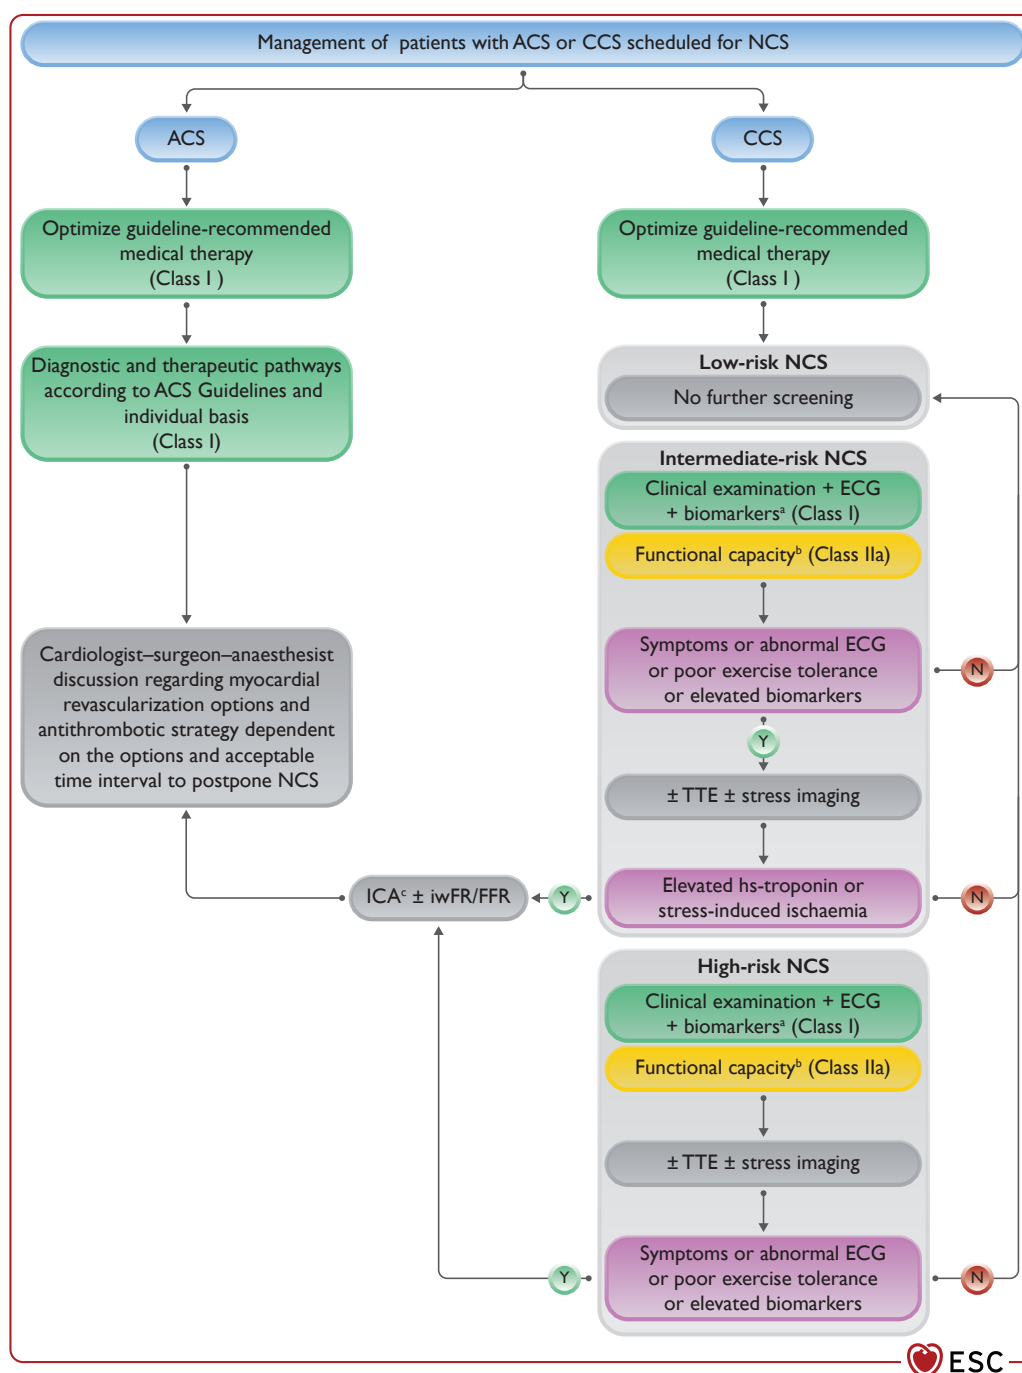 Management of patients with ACS or CCS scheduled for NCS
ACS
CCS
Optimize guideline-recommended
medical therapy
(Class I )
Optimize guideline-recommended
medical therapy
(Class I )
Diagnostic and therapeutic pathways
according to ACS Guidelines and
individual basis
(Class I)
Low-risk NCS
No further screening
Intermediate-risk NCS
Clinical examination + ECG
+ biomarkersᵃ (Class I)
Functional capacityᵇ (Class IIa)
Symptoms or abnormal ECG
or poor exercise tolerance
or elevated biomarkers
N
Y
Cardiologist–surgeon–anaesthesist
discussion regarding myocardial
revascularization options and
antithrombotic strategy dependent
on the options and acceptable
time interval to postpone NCS
± TTE ± stress imaging
Elevated hs-troponin or
stress-induced ischaemia
N
Y
ICAᶜ ± iwFR/FFR
High-risk NCS
Clinical examination + ECG
+ biomarkersᵃ (Class I)
Functional capacityᵇ (Class IIa)
± TTE ± stress imaging
Symptoms or abnormal ECG
or poor exercise tolerance
or elevated biomarkers
Y
N
ESC